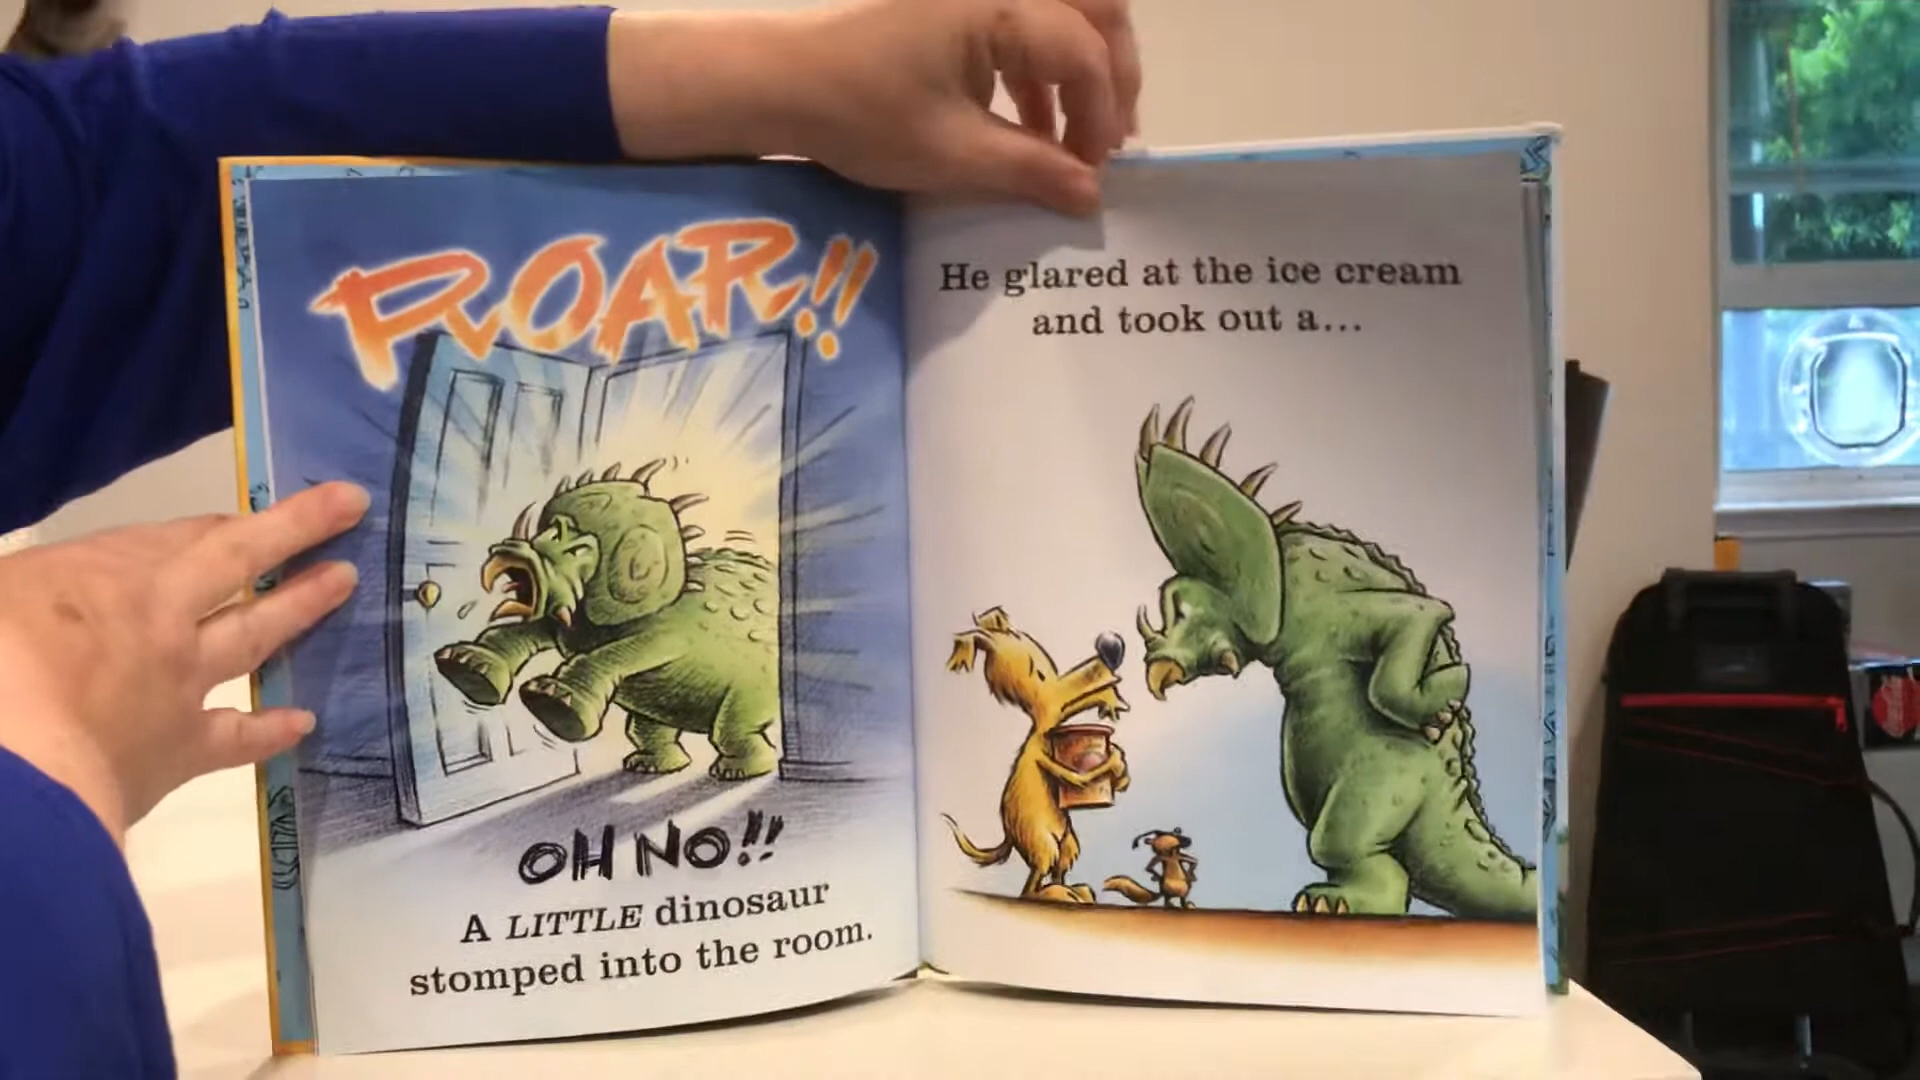 ROAR!!
OH NO!!
A LITTLE dinosaur
stomped into the room.
He glared at the ice cream
and took out a...